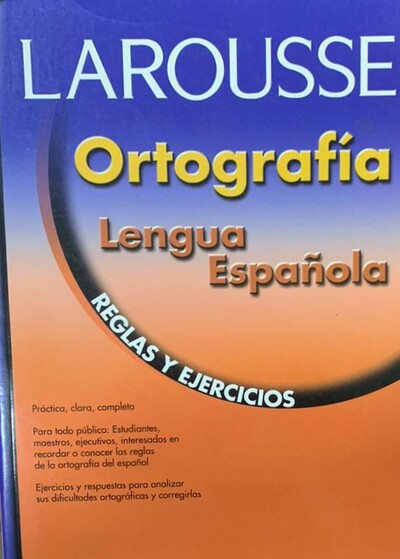 LAROUSSE
Ortografía
Lengua
Española
REGLAS Y EJERCICIOS
Práctica, clara, completa
Para todo público: Estudiantes,
maestros, ejecutivos, interesados en
recordar o conocer las reglas
de la ortografía del español
Ejercicios y respuestas para analizar
sus dificultades ortográficas y corregirlas